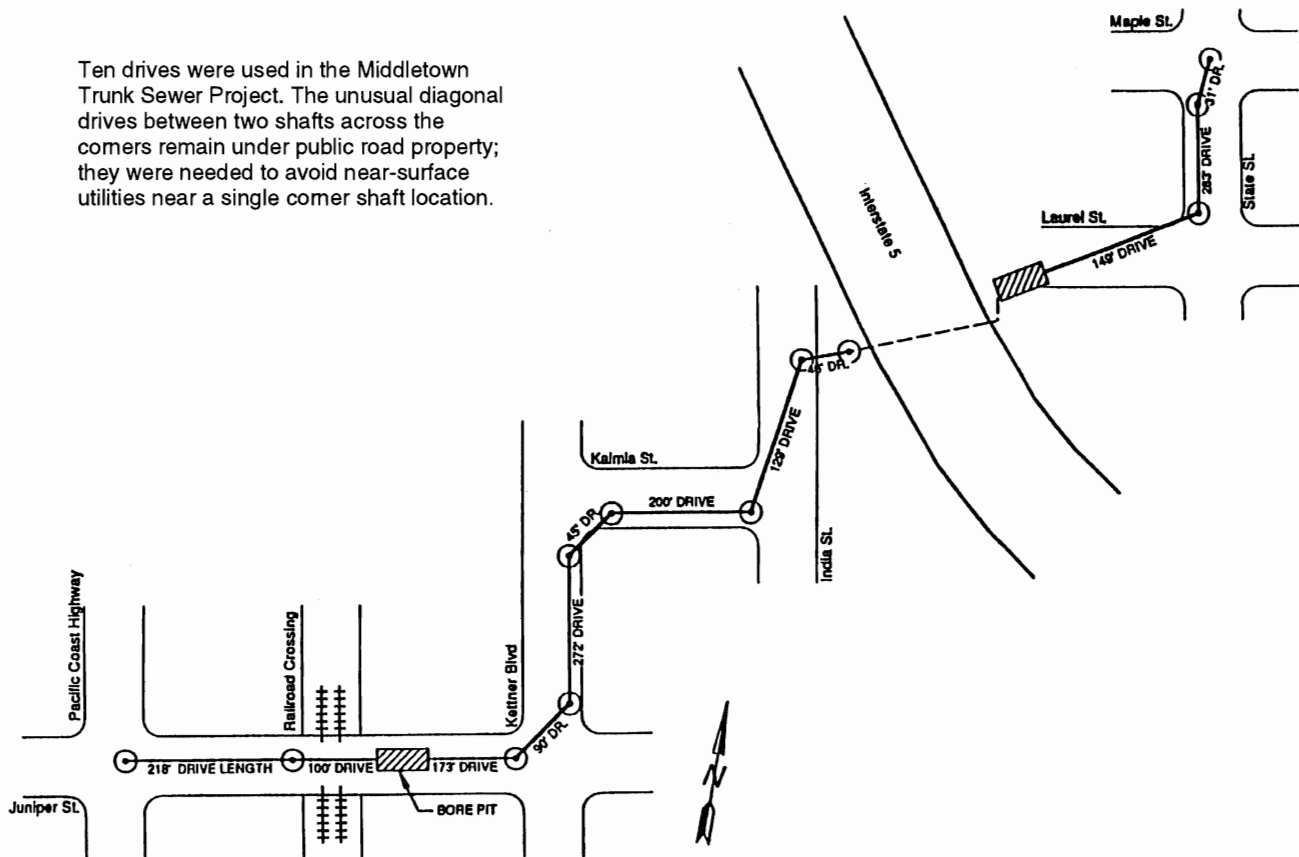 Ten drives were used in the Middletown
Trunk Sewer Project. The unusual diagonal
drives between two shafts across the
corners remain under public road property;
they were needed to avoid near-surface
utilities near a single corner shaft location.
Maple St.
31' DR.
283' DRIVE
State St.
Laurel St.
149' DRIVE
Interstate 5
DR.
129' DRIVE
India St.
Kalmia St.
200' DRIVE
45' DR.
272' DRIVE
Kettner Blvd
90' DR.
Pacific Coast Highway
Railroad Crossing
218' DRIVE LENGTH
100' DRIVE
173' DRIVE
BORE PIT
Juniper St.
N